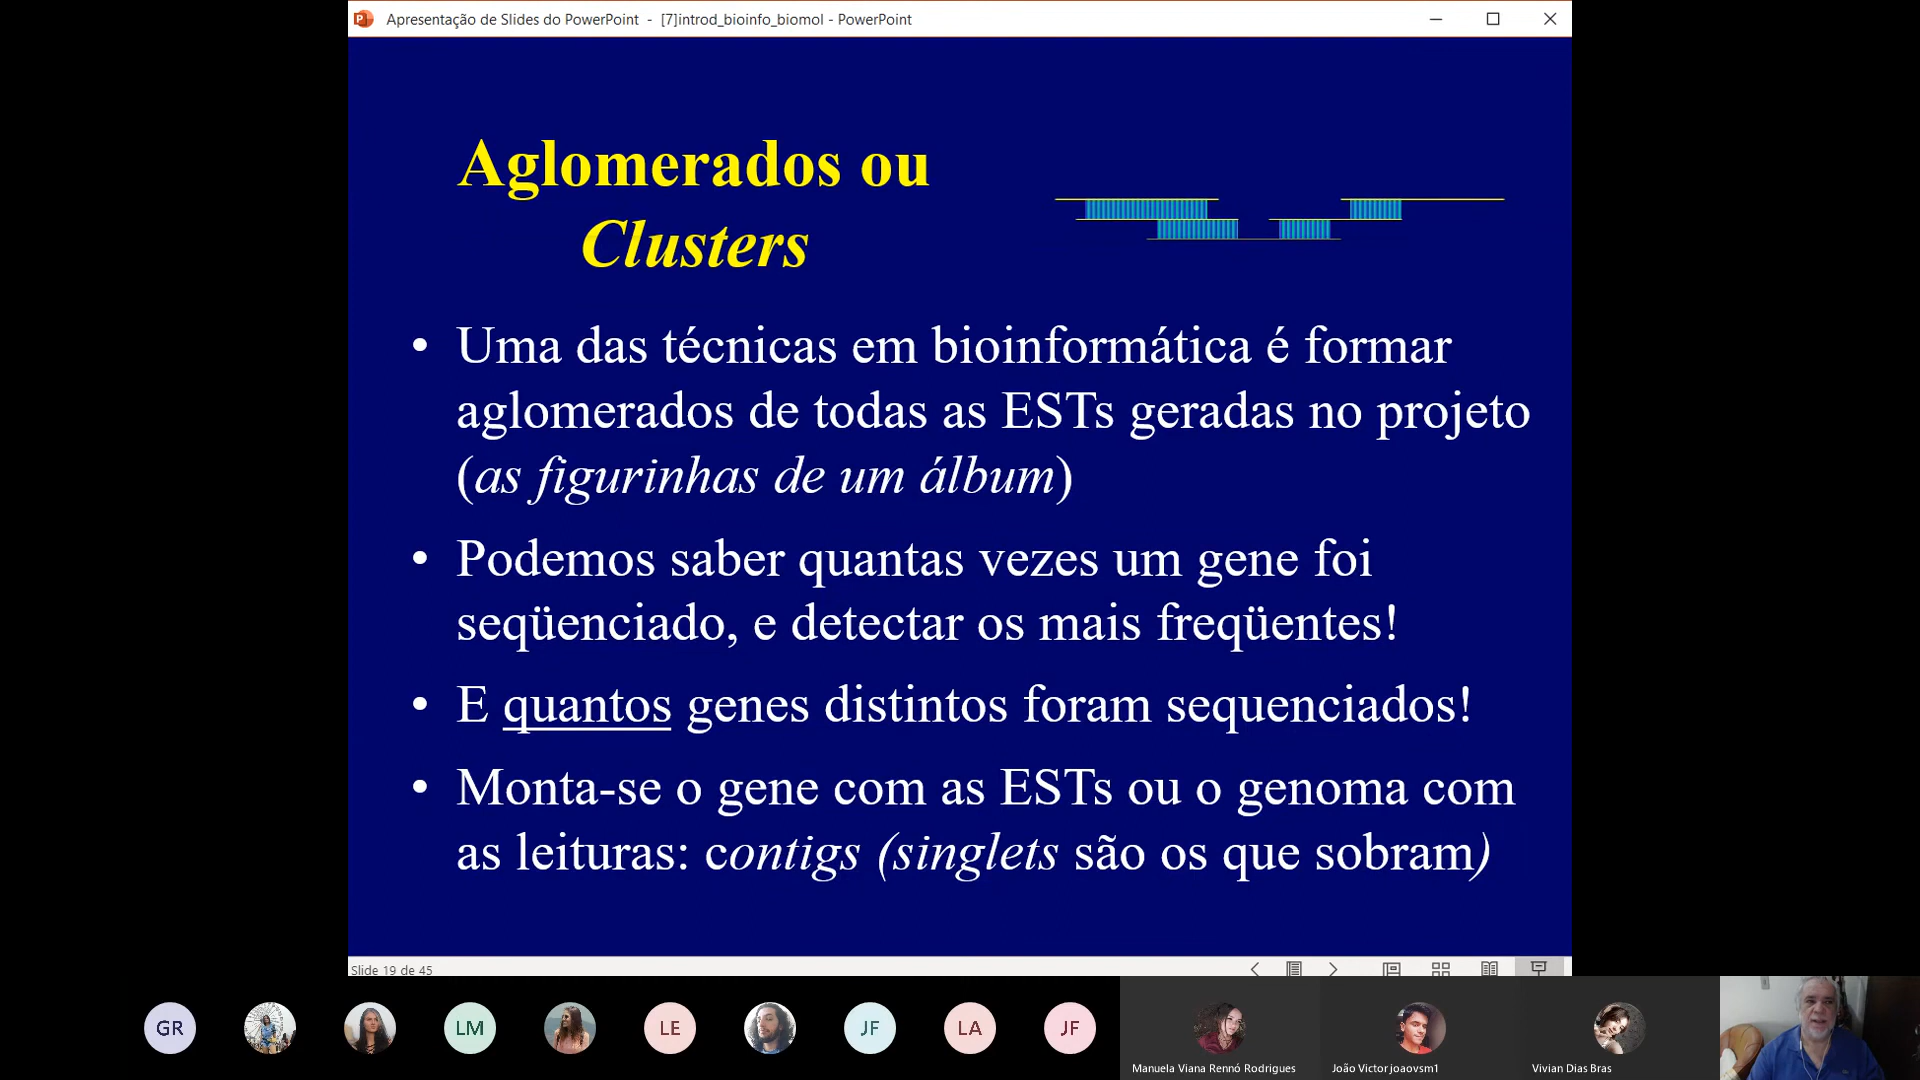 Apresentação de Slides do PowerPoint - [7]introd_bioinfo_biomol - PowerPoint
Aglomerados ou
Clusters
• Uma das técnicas em bioinformática é formar
aglomerados de todas as ESTs geradas no projeto
(as figurinhas de um álbum)
• Podemos saber quantas vezes um gene foi
seqüenciado, e detectar os mais freqüentes!
• E quantos genes distintos foram sequenciados!
• Monta-se o gene com as ESTs ou o genoma com
as leituras: contigs (singlets são os que sobram)
Slide 19 de 45
GR
LM
LE
JF
LA
JF
Manuela Viana Rennó Rodrigues
João Victor joaovsm1
Vivian Dias Bras